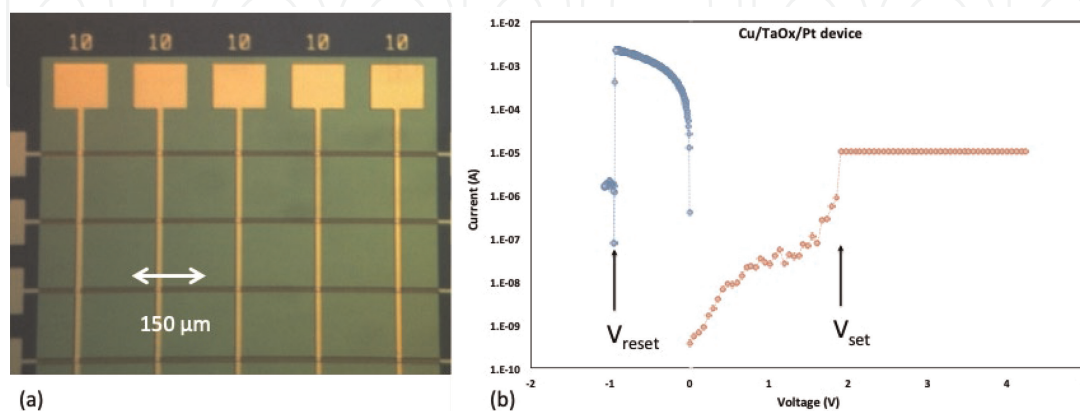 10 10 10 10 10
150 µm
(a)
Cu/TaOx/Pt device
1.E-02
1.E-03
1.E-04
1.E-05
1.E-06
1.E-07
1.E-08
1.E-09
1.E-10
Current (A)
Vreset
Vset
-2 -1 0 1 2 3 4
Voltage (V)
(b)